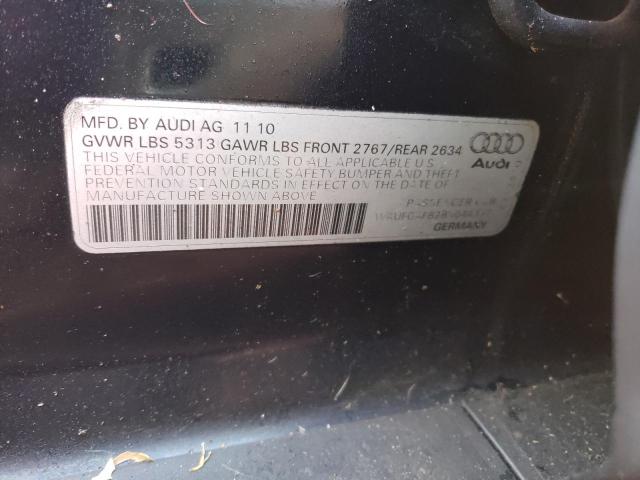 MFD. BY AUDI AG 11 10
GVWR LBS 5313 GAWR LBS FRONT 2767/REAR 2634
THIS VEHICLE CONFORMS TO ALL APPLICABLE U.S.
FEDERAL MOTOR VEHICLE SAFETY BUMPER AND THEFT
PREVENTION STANDARDS IN EFFECT ON THE DATE OF
MANUFACTURE SHOWN ABOVE
Audi
PASSENGER
GERMANY